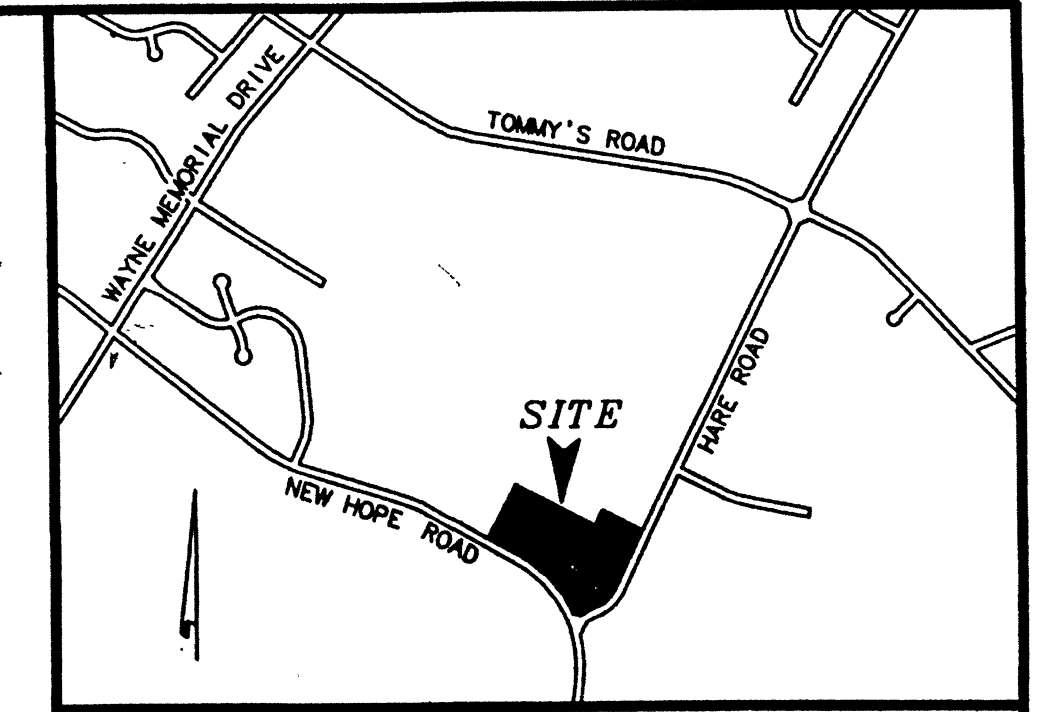 WAYNE MEMORIAL DRIVE
TOMMY'S ROAD
HARE ROAD
SITE
NEW HOPE ROAD